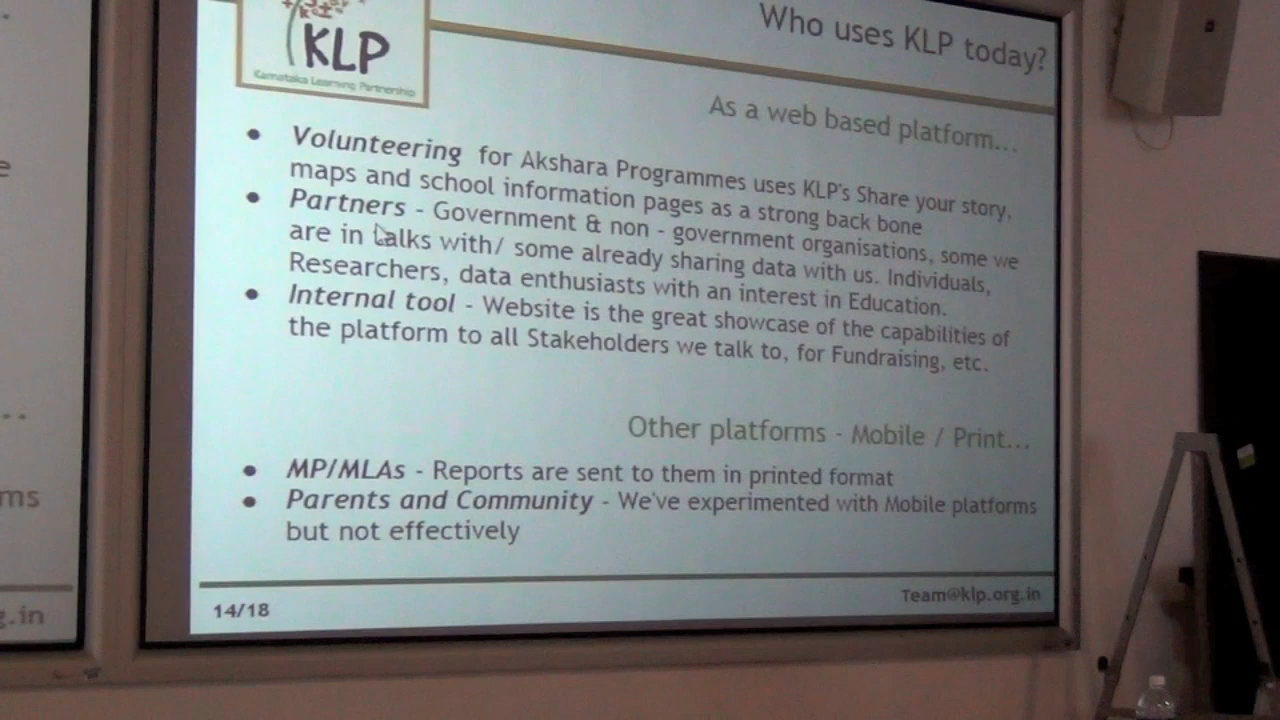 KLP
Karnataka Learning Partnership
Who uses KLP today?
As a web based platform...
• Volunteering for Akshara Programmes uses KLP's Share your story,
maps and school information pages as a strong back bone
• Partners - Government & non - government organisations, some we
are in talks with/ some already sharing data with us. Individuals,
Researchers, data enthusiasts with an interest in Education.
• Internal tool - Website is the great showcase of the capabilities of
the platform to all Stakeholders we talk to, for Fundraising, etc.
Other platforms - Mobile / Print...
• MP/MLAs - Reports are sent to them in printed format
• Parents and Community - We've experimented with Mobile platforms
but not effectively
14/18
Team@klp.org.in
e
...
ms
g.in